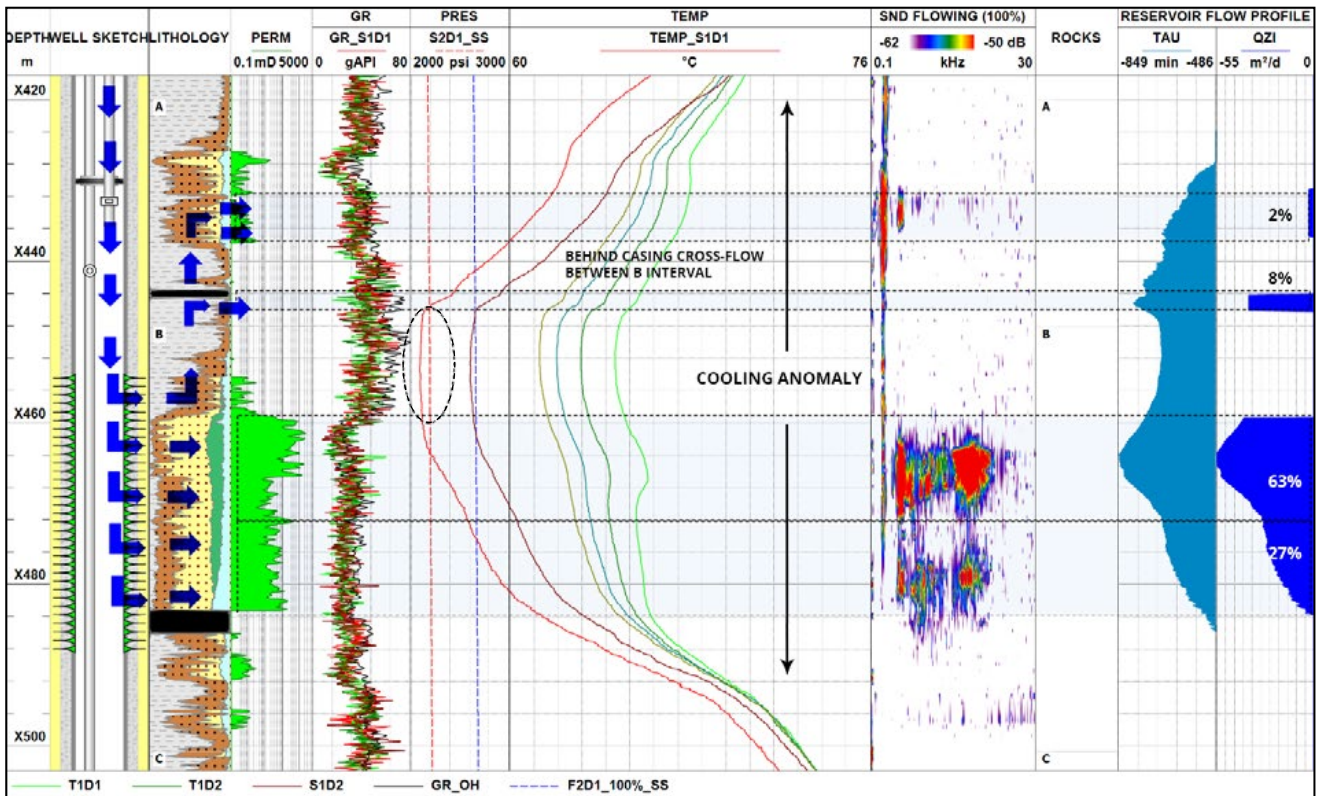 GR PRES TEMP SND FLOWING (100%) RESERVOIR FLOW PROFILE
DEPTH WELL SKETCH LITHOLOGY PERM GR_S1D1 S2D1_SS TEMP_S1D1 -62 -50 dB ROCKS TAU QZI
m 0.1 mD 5000 0 gAPI 80 2000 psi 3000 60 °C 76 0.1 kHz 30 -849 min -486 -55 m³/d 0
X420
A A
2%
X440
BEHIND CASING CROSS-FLOW
BETWEEN B INTERVAL
8%
B B
COOLING ANOMALY
X460
63%
27%
X480
X500
C C
T1D1 T1D2 S1D2 GR_OH F2D1_100%_SS